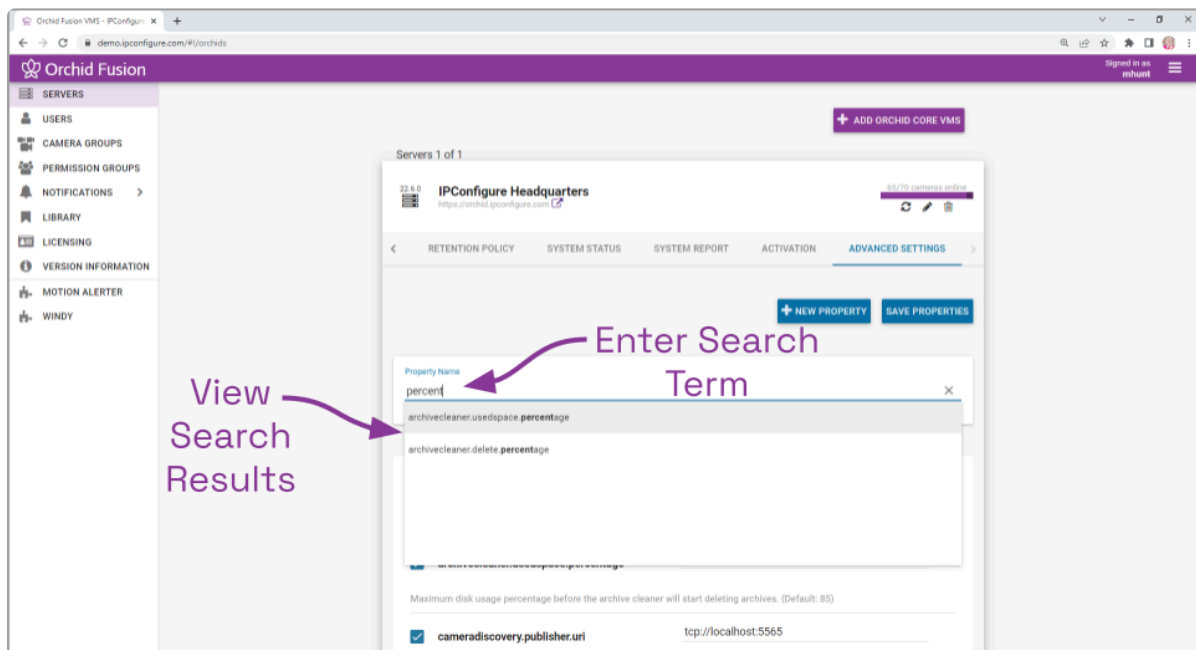 Orchid Fusion VMS - IPConfigure
demo.ipconfigure.com/#!/orchids
Orchid Fusion
Signed in as
mhunt
SERVERS
USERS
CAMERA GROUPS
PERMISSION GROUPS
NOTIFICATIONS
LIBRARY
LICENSING
VERSION INFORMATION
MOTION ALERTER
WINDY
ADD ORCHID CORE VMS
Servers 1 of 1
22.6.0
IPConfigure Headquarters
65/70 cameras online
https://orchid.ipconfigure.com
RETENTION POLICY SYSTEM STATUS SYSTEM REPORT ACTIVATION ADVANCED SETTINGS
NEW PROPERTY SAVE PROPERTIES
Enter Search
Term
Property Name
percent
View
Search
Results
archivecleaner.usedspace.percentage
archivecleaner.delete.percentage
archivecleaner.usedspace.percentage
Maximum disk usage percentage before the archive cleaner will start deleting archives. (Default: 85)
cameradiscovery.publisher.uri tcp://localhost:5565